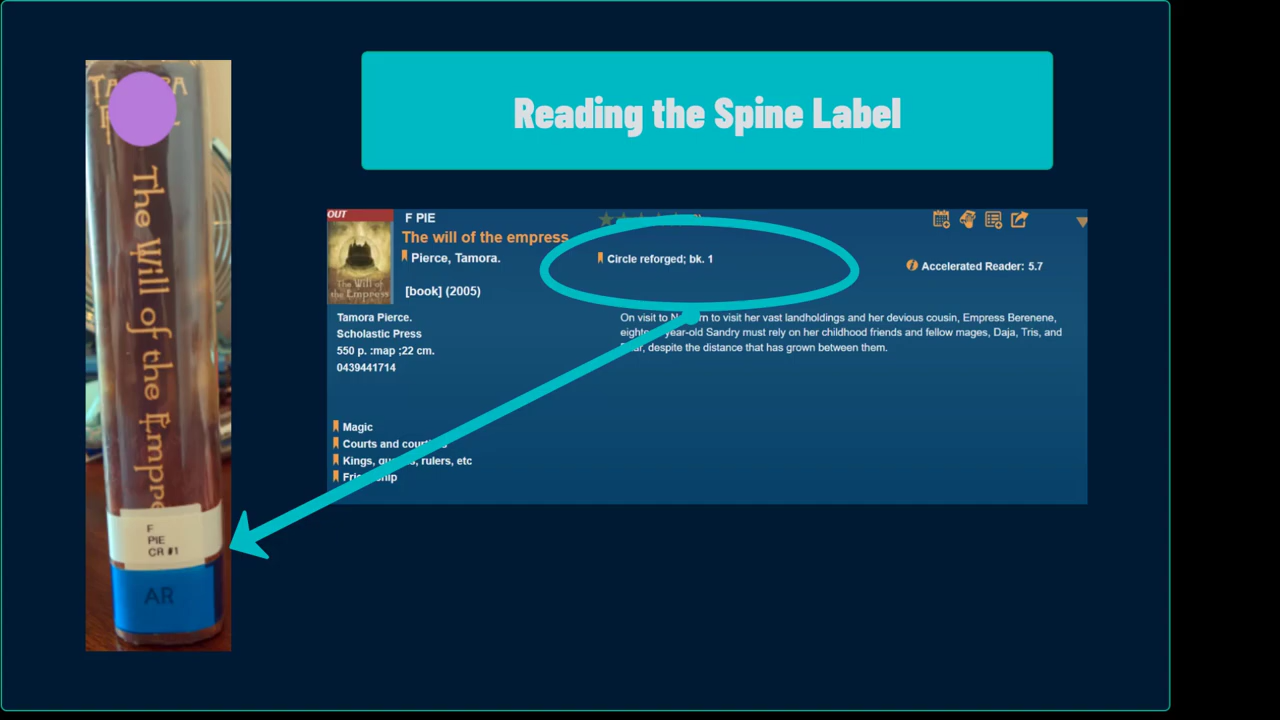 Reading the Spine Label
The Will of the Empre
F
PIE
CR #1
AR
OUT
F PIE
The will of the empress
Pierce, Tamora.
[book] (2005)
Circle reforged; bk. 1
Accelerated Reader: 5.7
The Will of
the Empress
Tamora Pierce.
Scholastic Press
550 p. :map ;22 cm.
0439441714
On visit to to visit her vast landholdings and her devious cousin, Empress Berenene,
year-old Sandry must rely on her childhood friends and fellow mages, Daja, Tris, and
despite the distance that has grown between them.
Magic
Courts and
Kings, rulers, etc